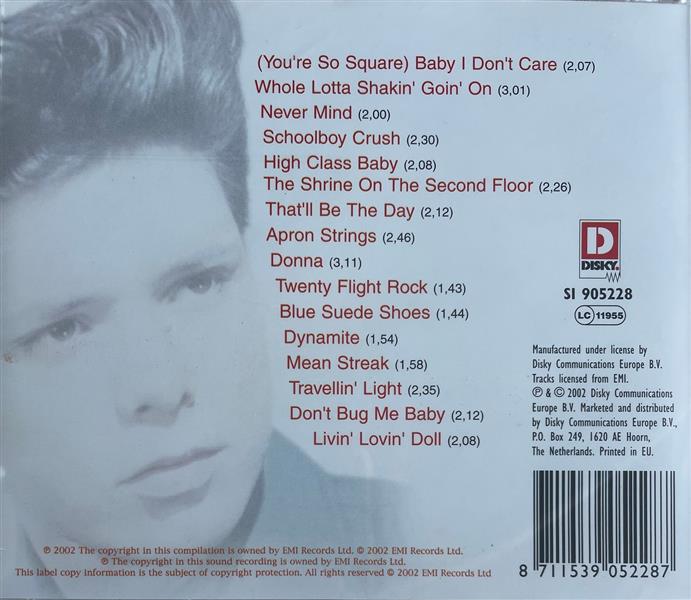 (You're So Square) Baby I Don't Care (2,07)
Whole Lotta Shakin' Goin' On (3,01)
Never Mind (2,00)
Schoolboy Crush (2,30)
High Class Baby (2,08)
The Shrine On The Second Floor (2,26)
That'll Be The Day (2,12)
Apron Strings (2,46)
Donna (3,11)
Twenty Flight Rock (1,43)
Blue Suede Shoes (1,44)
Dynamite (1,54)
Mean Streak (1,58)
Travellin' Light (2,35)
Don't Bug Me Baby (2,12)
Livin' Lovin' Doll (2,08)
D
DISKY.
SI 905228
LC 11955
Manufactured under license by
Disky Communications Europe B.V.
Tracks licensed from EMI.
℗ & © 2002 Disky Communications
Europe B.V. Marketed and distributed
by Disky Communications Europe B.V.,
P.O. Box 249, 1620 AE Hoorn,
The Netherlands. Printed in EU.
8 711539 052287
℗ 2002 The copyright in this compilation is owned by EMI Records Ltd. © 2002 EMI Records Ltd.
℗ The copyright in this sound recording is owned by EMI Records Ltd.
This label copy information is the subject of copyright protection. All rights reserved © 2002 EMI Records Ltd.